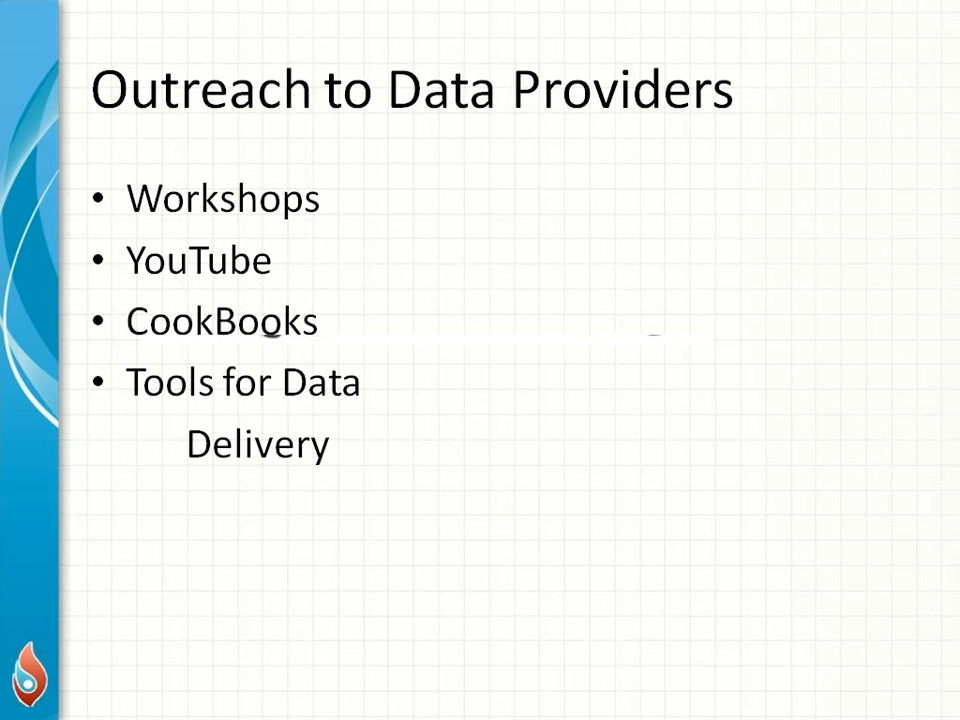 Outreach to Data Providers
• Workshops
• YouTube
• CookBooks
• Tools for Data
Delivery